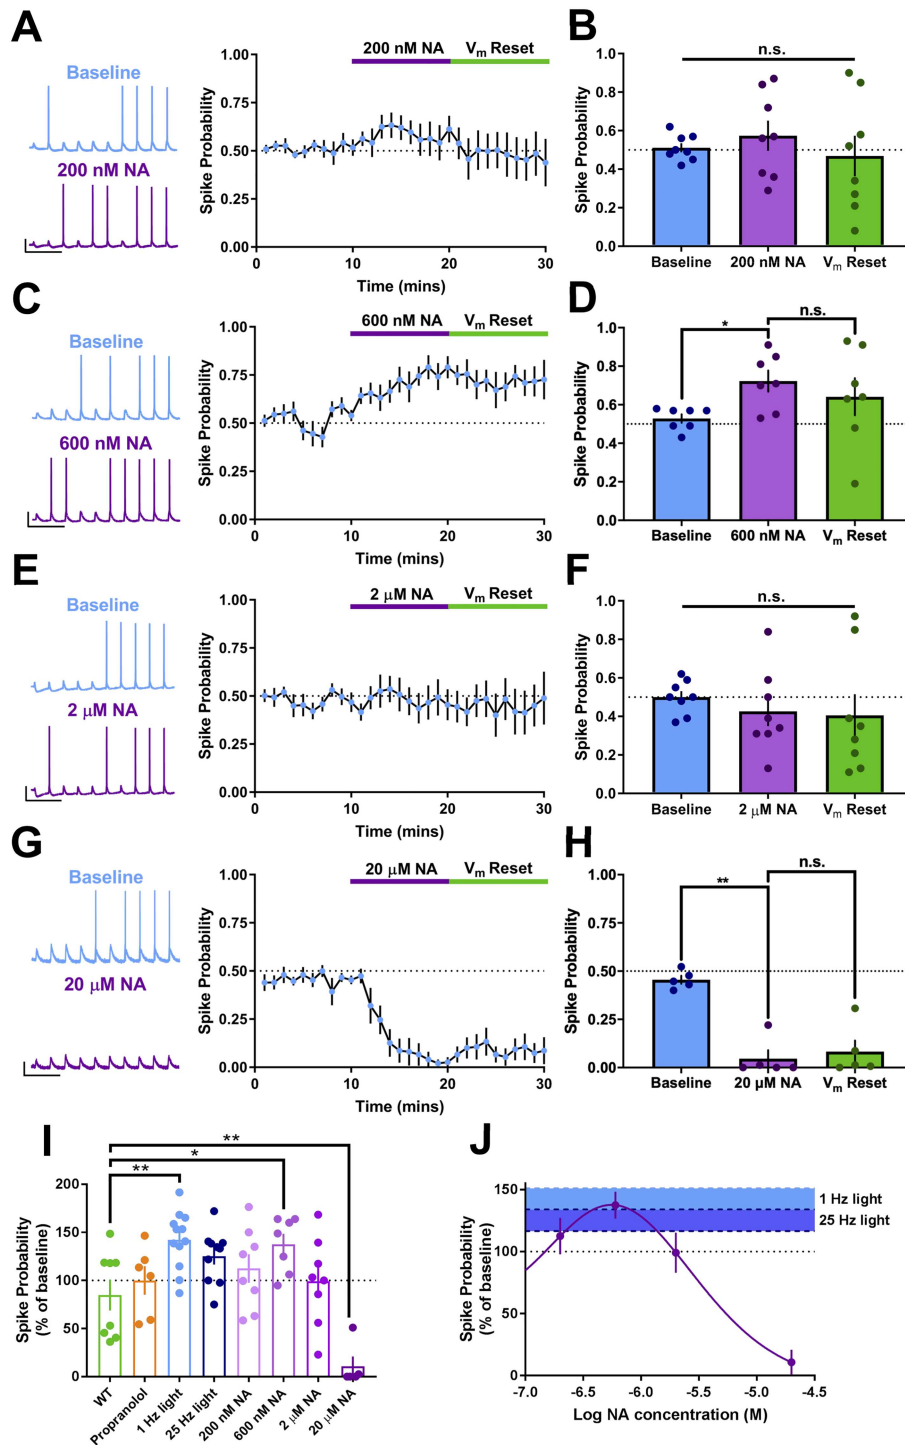 A
Baseline
200 nM NA
Spike Probability
1.00
0.75
0.50
0.25
0.00
0
10
20
30
Time (mins)
200 nM NA
Vm Reset
B
n.s.
Spike Probability
1.0
0.8
0.6
0.4
0.2
0.0
Baseline
200 nM NA
Vm Reset
C
Baseline
600 nM NA
Spike Probability
1.00
0.75
0.50
0.25
0.00
0
10
20
30
Time (mins)
600 nM NA
Vm Reset
D
*
n.s.
Spike Probability
1.0
0.8
0.6
0.4
0.2
0.0
Baseline
600 nM NA
Vm Reset
E
Baseline
2 μM NA
Spike Probability
1.00
0.75
0.50
0.25
0.00
0
10
20
30
Time (mins)
2 μM NA
Vm Reset
F
n.s.
Spike Probability
1.0
0.8
0.6
0.4
0.2
0.0
Baseline
2 μM NA
Vm Reset
G
Baseline
20 μM NA
Spike Probability
1.00
0.75
0.50
0.25
0.00
0
10
20
30
Time (mins)
20 μM NA
Vm Reset
H
**
n.s.
Spike Probability
1.00
0.75
0.50
0.25
0.00
Baseline
20 μM NA
Vm Reset
I
**
*
**
Spike Probability
(% of baseline)
200
150
100
50
0
WT
Propranolol
1 Hz light
25 Hz light
200 nM NA
600 nM NA
2 μM NA
20 μM NA
J
Spike Probability
(% of baseline)
150
100
50
0
1 Hz light
25 Hz light
-7.0
-6.5
-6.0
-5.5
-5.0
-4.5
Log NA concentration (M)